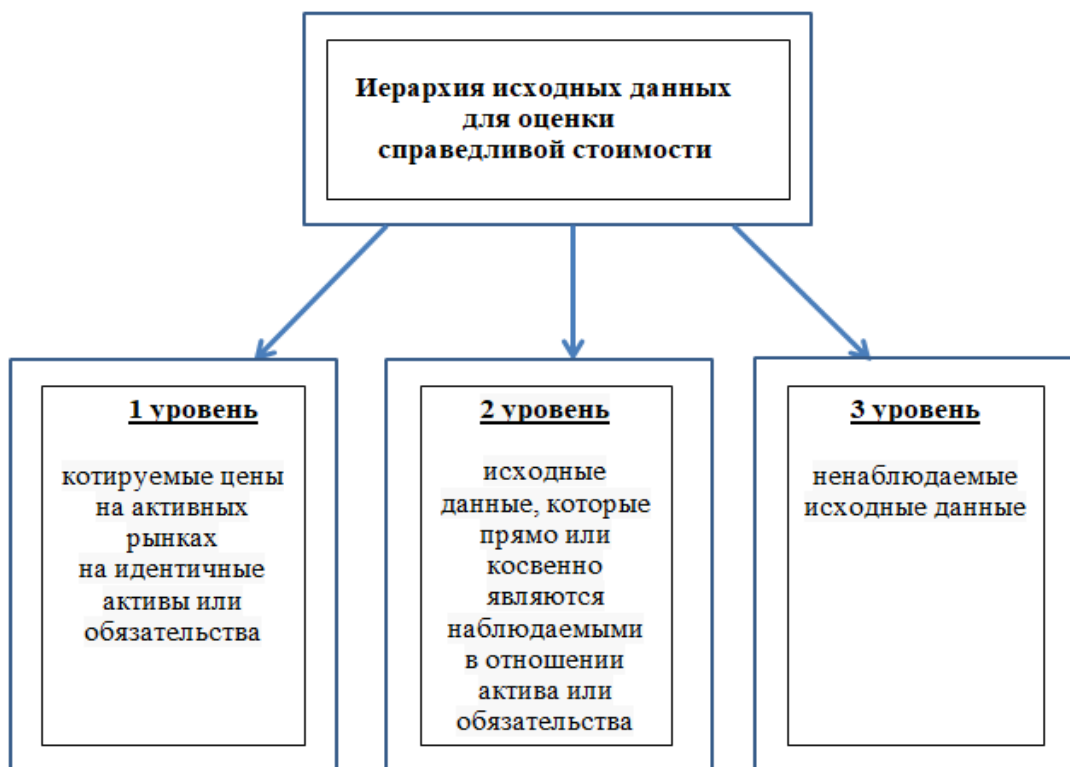 Иерархия исходных данных
для оценки
справедливой стоимости
1 уровень
котируемые цены
на активных
рынках
на идентичные
активы или
обязательства
2 уровень
исходные
данные, которые
прямо или
косвенно
являются
наблюдаемыми
в отношении
актива или
обязательства
3 уровень
ненаблюдаемые
исходные данные